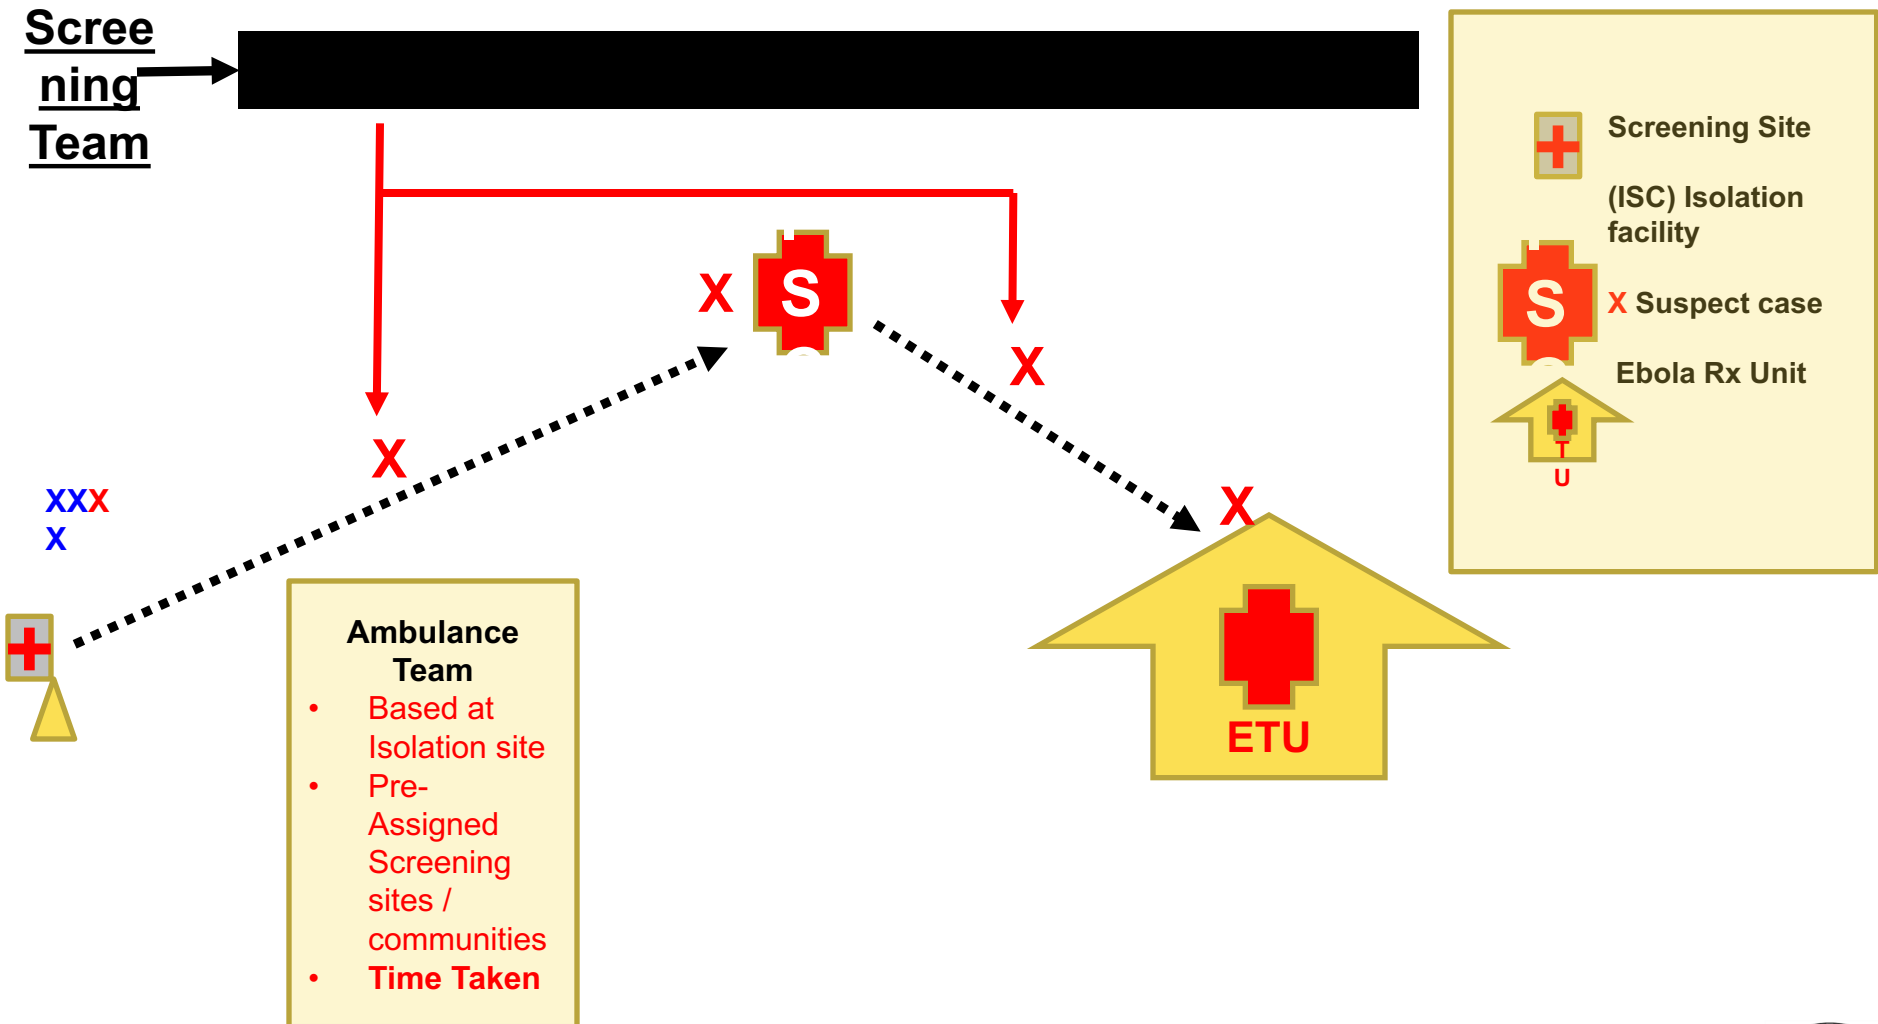 Scree
ning
Team
X
S
X
X
XXX
X
X
ETU
Ambulance
Team
• Based at
Isolation site
• Pre-
Assigned
Screening
sites /
communities
• Time Taken
Screening Site
(ISC) Isolation
facility
S
X Suspect case
Ebola Rx Unit
T
U